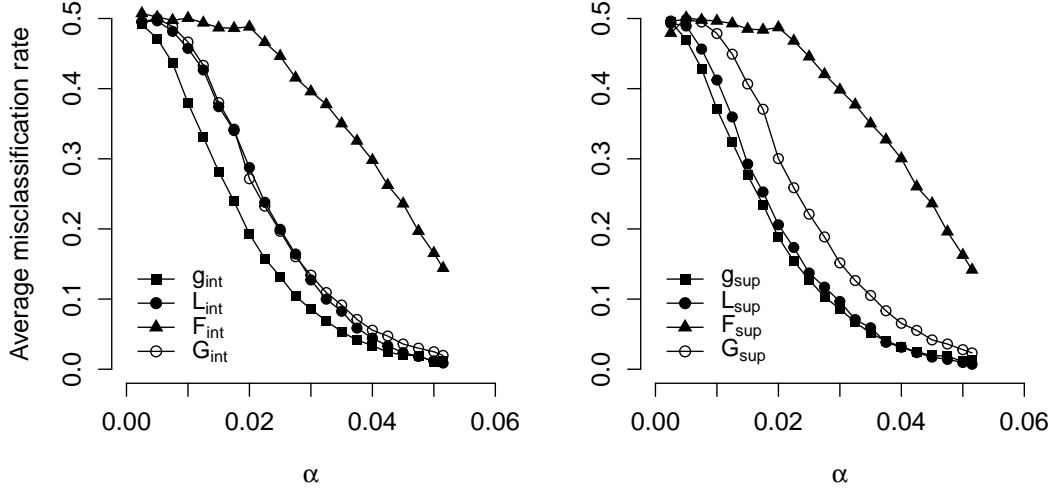 Average misclassification rate
0.5
0.4
0.3
0.2
0.1
0.0
g_int
L_int
F_int
G_int
0.00 0.02 0.04 0.06
α
0.5
0.4
0.3
0.2
0.1
0.0
g_sup
L_sup
F_sup
G_sup
0.00 0.02 0.04 0.06
α